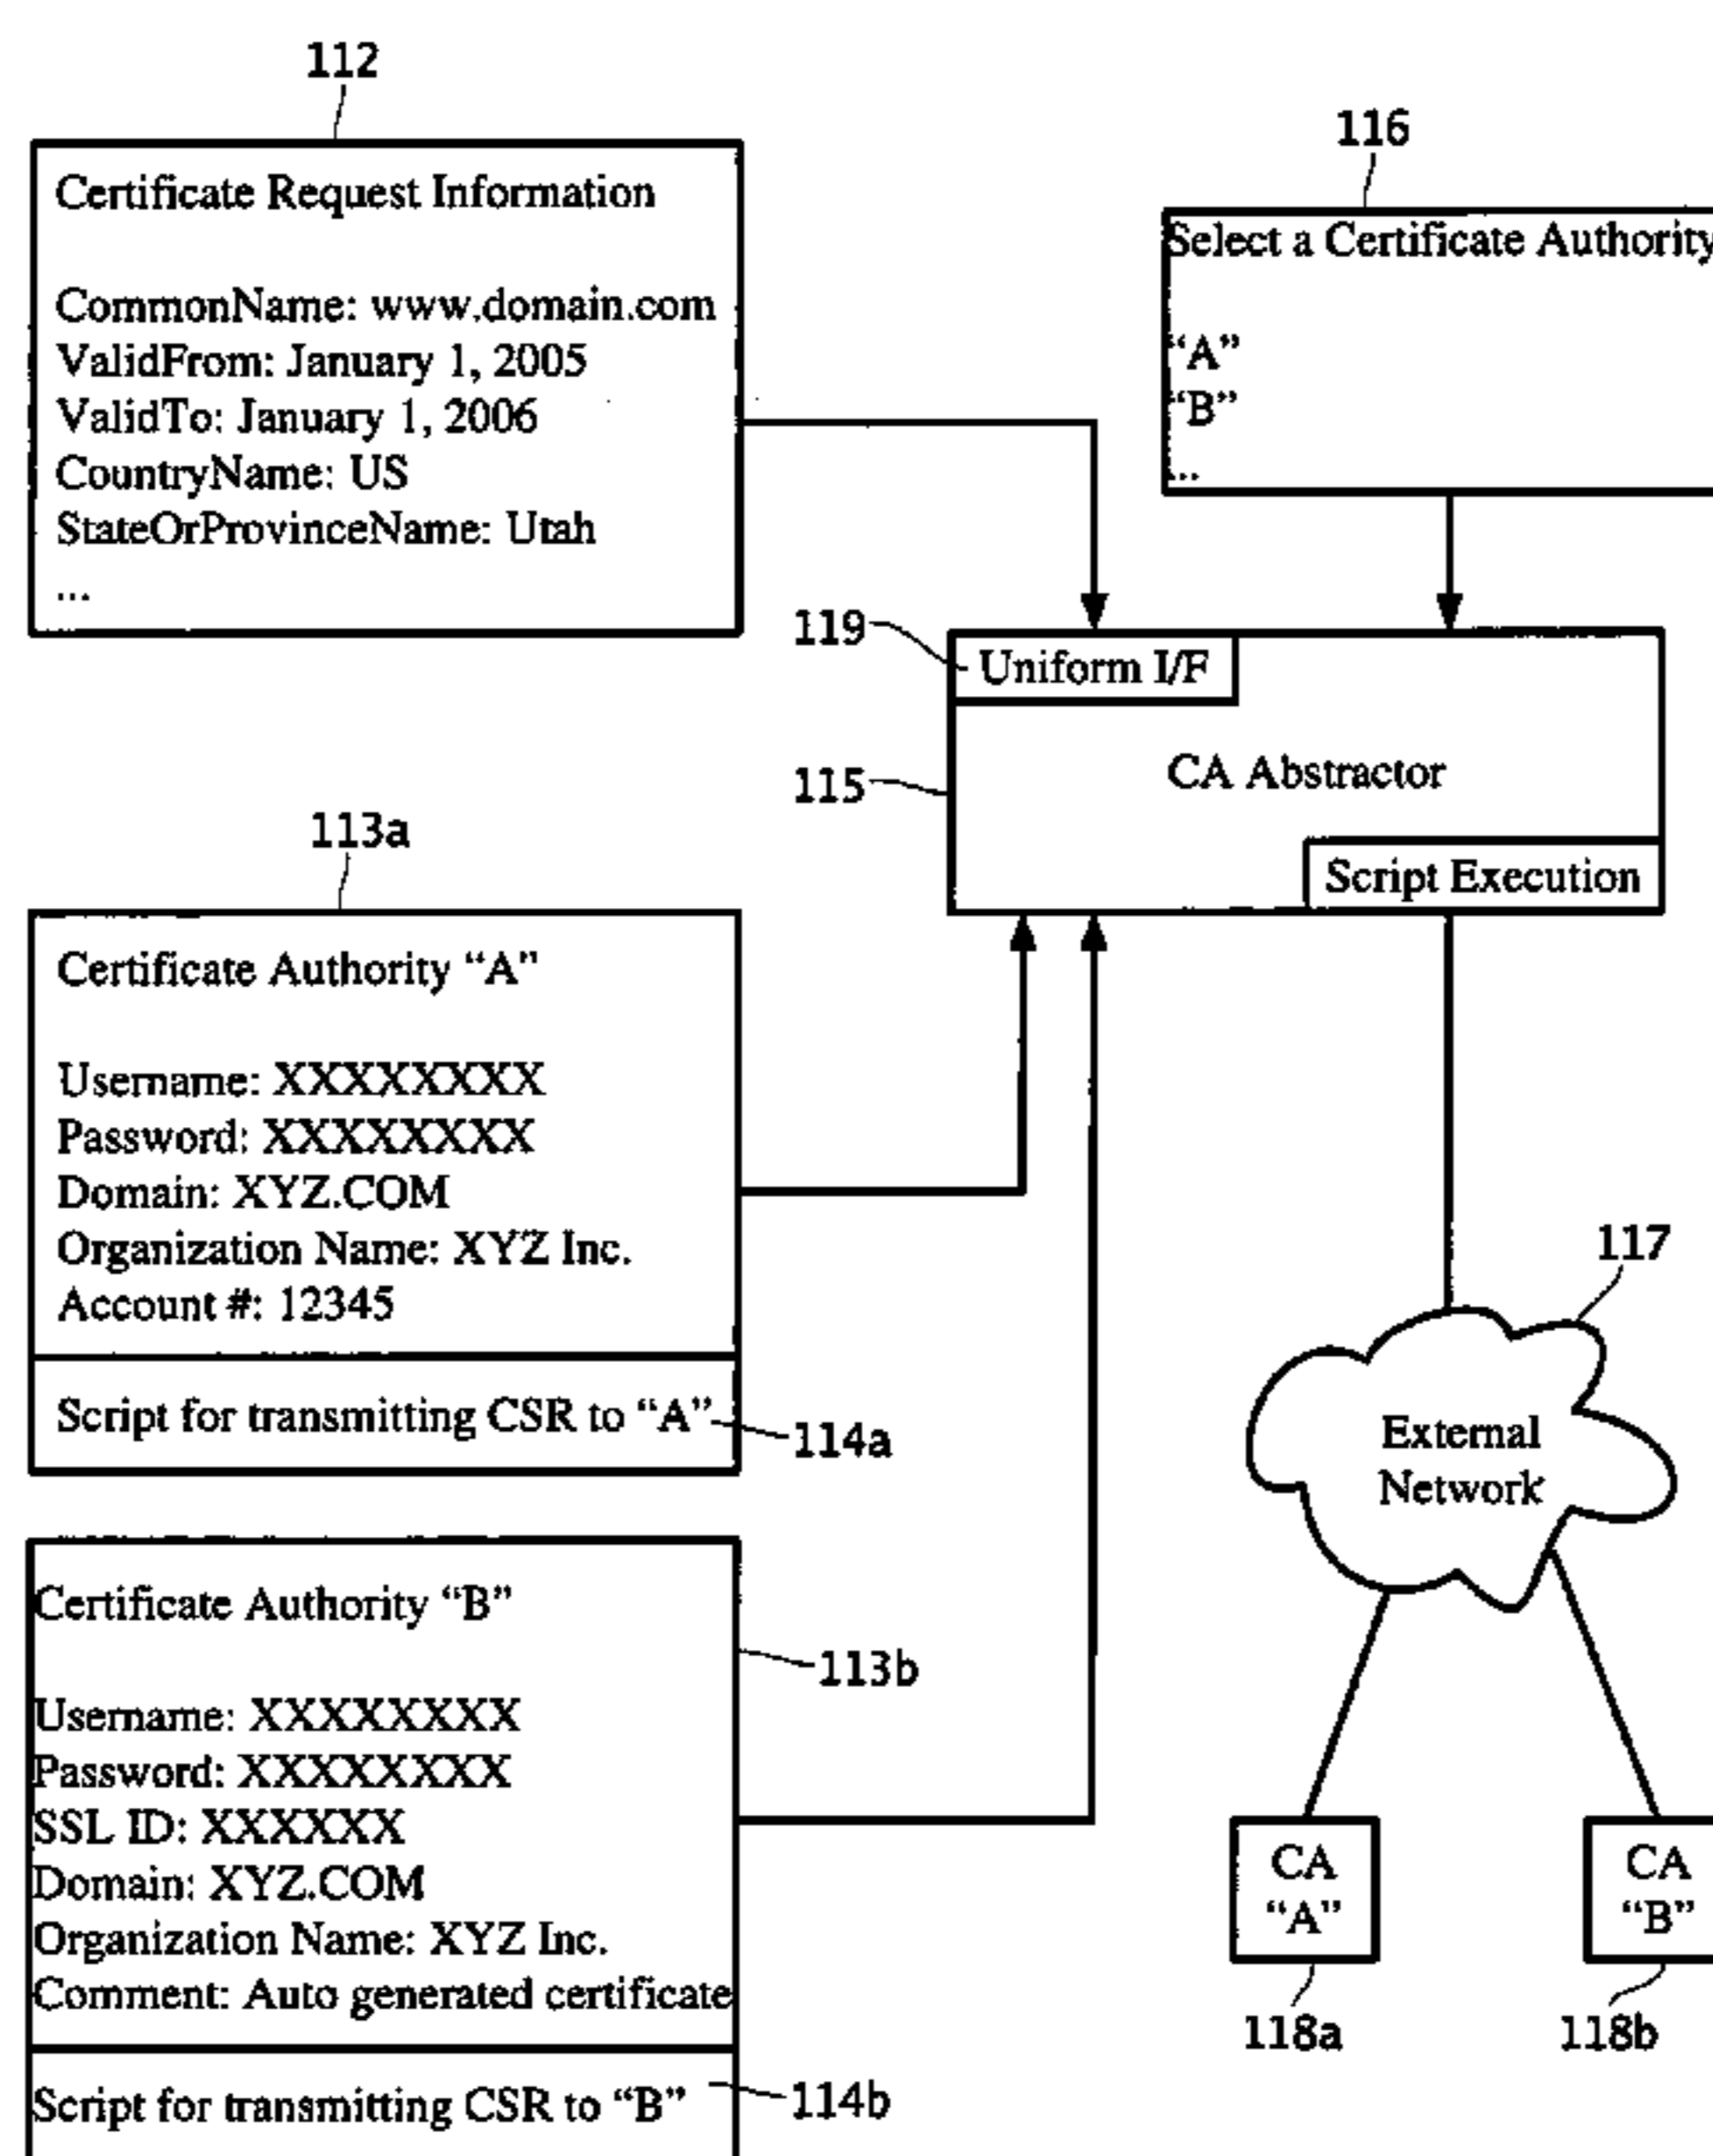 112
Certificate Request Information
CommonName: www.domain.com
ValidFrom: January 1, 2005
ValidTo: January 1, 2006
CountryName: US
StateOrProvinceName: Utah
...
116
Select a Certificate Authority
“A”
“B”
...
119
Uniform I/F
115
CA Abstractor
Script Execution
113a
Certificate Authority “A”
Username: XXXXXXXX
Password: XXXXXXXX
Domain: XYZ.COM
Organization Name: XYZ Inc.
Account #: 12345
Script for transmitting CSR to “A”
114a
117
External
Network
113b
Certificate Authority “B”
Username: XXXXXXXX
Password: XXXXXXXX
SSL ID: XXXXXX
Domain: XYZ.COM
Organization Name: XYZ Inc.
Comment: Auto generated certificate
Script for transmitting CSR to “B”
114b
CA
“A”
118a
CA
“B”
118b